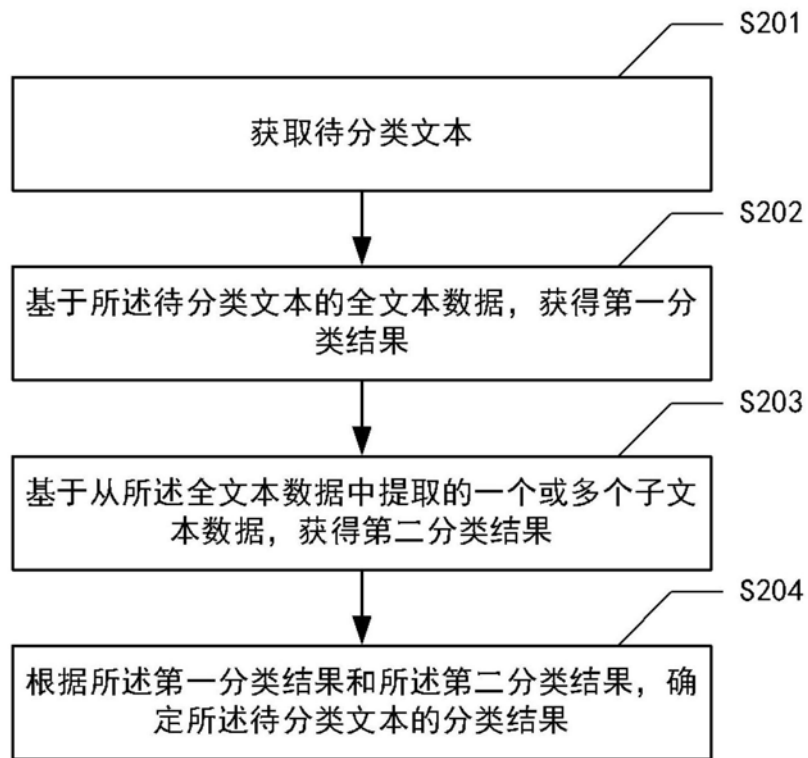 S201
获取待分类文本
S202
基于所述待分类文本的全文本数据，获得第一分
类结果
S203
基于从所述全文本数据中提取的一个或多个子文
本数据，获得第二分类结果
S204
根据所述第一分类结果和所述第二分类结果，确
定所述待分类文本的分类结果